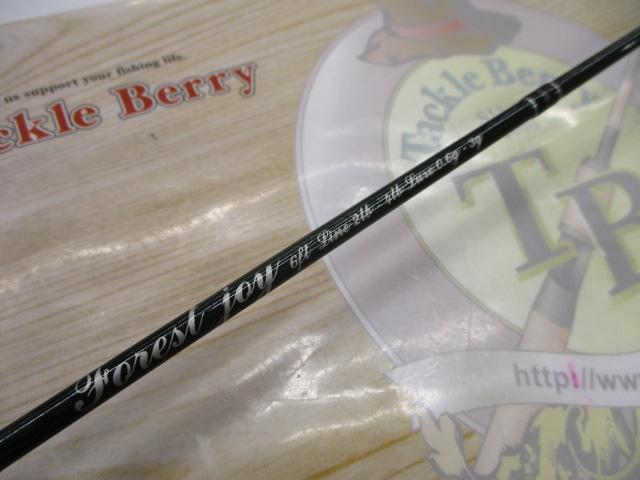 us support your fishing life.
ckle Berry
Tackle Berry
TB
http://www
Forest joy 6ft Line 2lb - 4lb Lure 0.6g - 3g